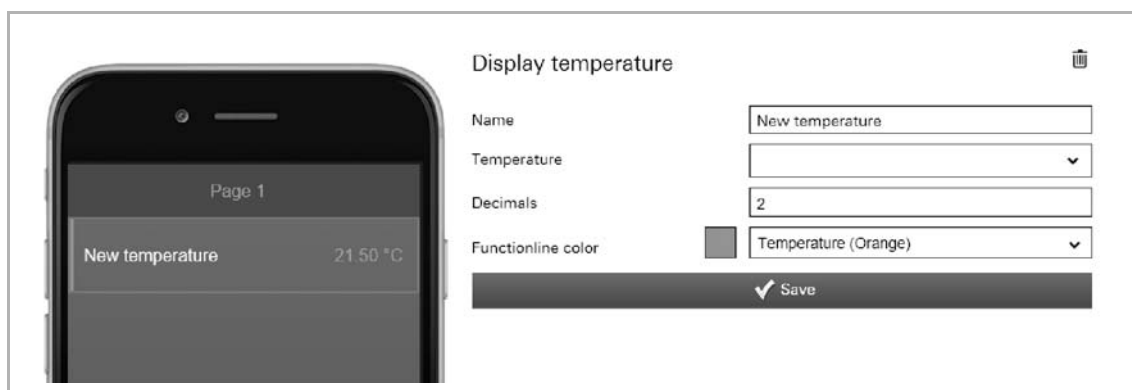 Display temperature
Page 1
New temperature 21.50 °C
Name New temperature
Temperature
Decimals 2
Functionline color Temperature (Orange)
Save